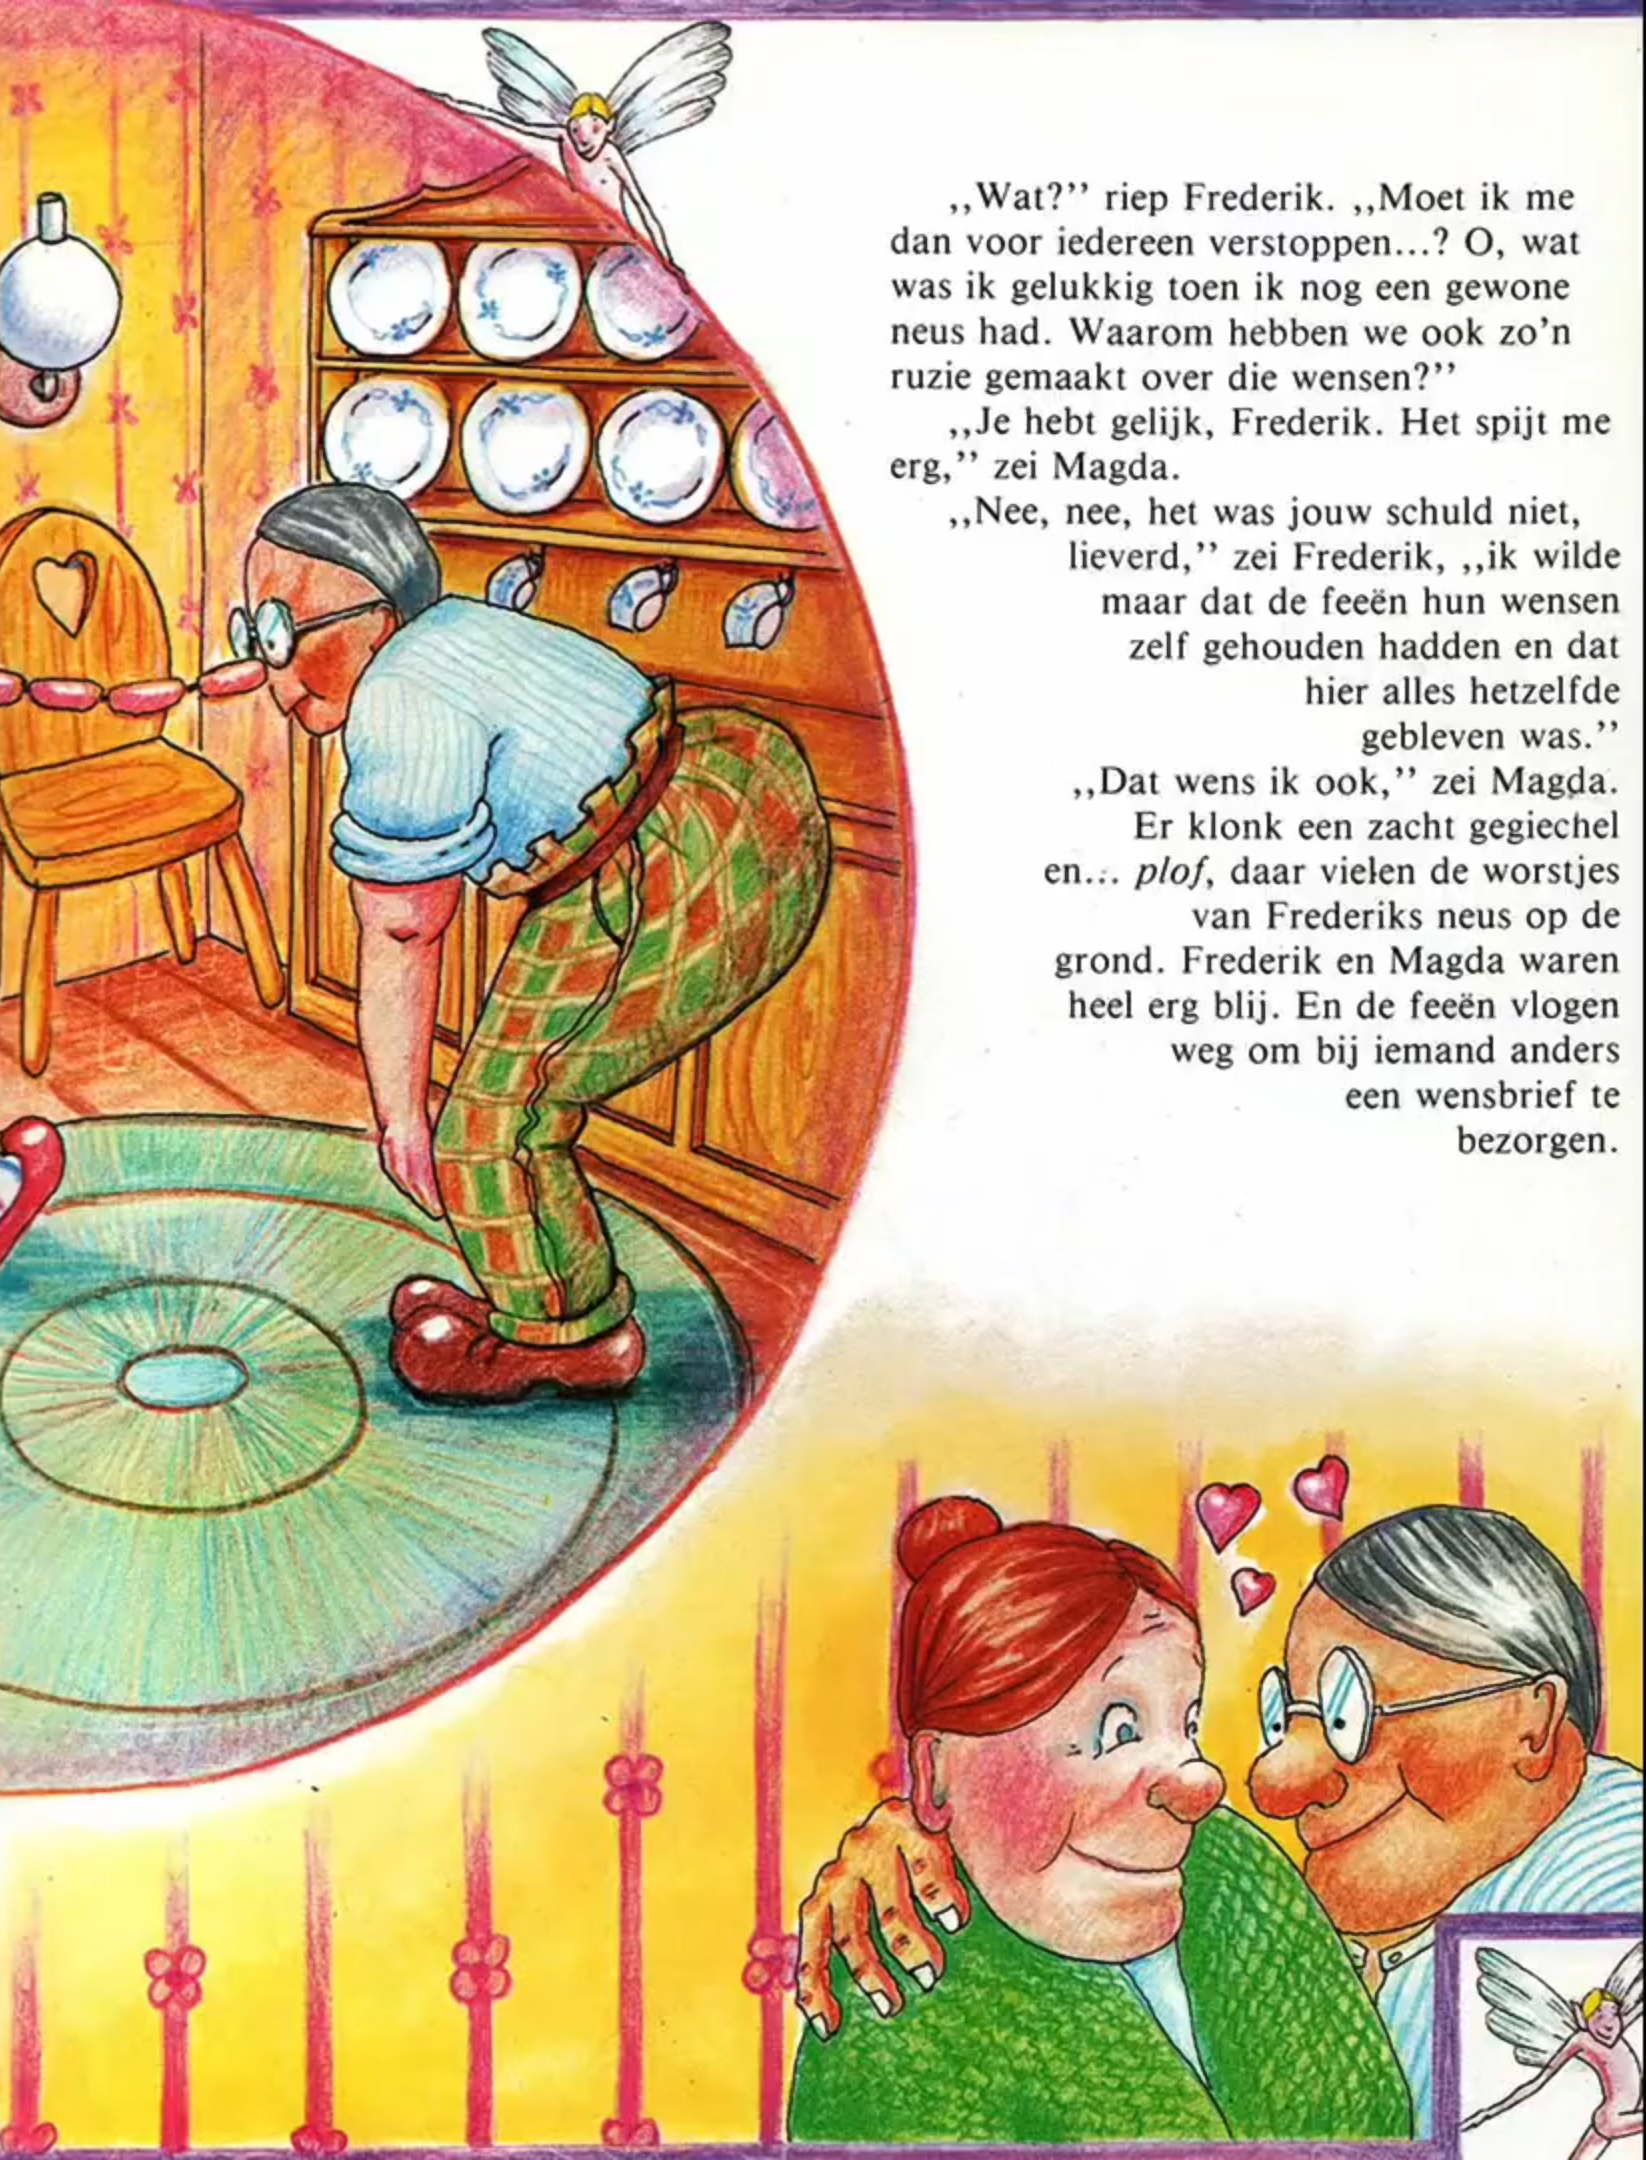 ,,Wat?’’ riep Frederik. ,,Moet ik me
dan voor iedereen verstoppen...? O, wat
was ik gelukkig toen ik nog een gewone
neus had. Waarom hebben we ook zo’n
ruzie gemaakt over die wensen?’’
,,Je hebt gelijk, Frederik. Het spijt me
erg,’’ zei Magda.
,,Nee, nee, het was jouw schuld niet,
lieverd,’’ zei Frederik, ,,ik wilde
maar dat de feeën hun wensen
zelf gehouden hadden en dat
hier alles hetzelfde
gebleven was.’’
,,Dat wens ik ook,’’ zei Magda.
Er klonk een zacht gegiechel
en... plof, daar vielen de worstjes
van Frederiks neus op de
grond. Frederik en Magda waren
heel erg blij. En de feeën vlogen
weg om bij iemand anders
een wensbrief te
bezorgen.